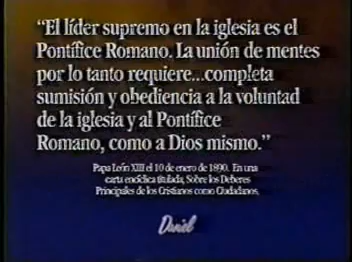 “El líder supremo en la iglesia es el
Pontífice Romano. La unión de mentes
por lo tanto requiere...completa
sumisión y obediencia a la voluntad
de la iglesia y al Pontífice
Romano, como a Dios mismo.”
Papa León XIII el 10 de enero de 1890. En una
carta encíclica titulada, Sobre los Deberes
Principales de los Cristianos como Ciudadanos.
Daniel